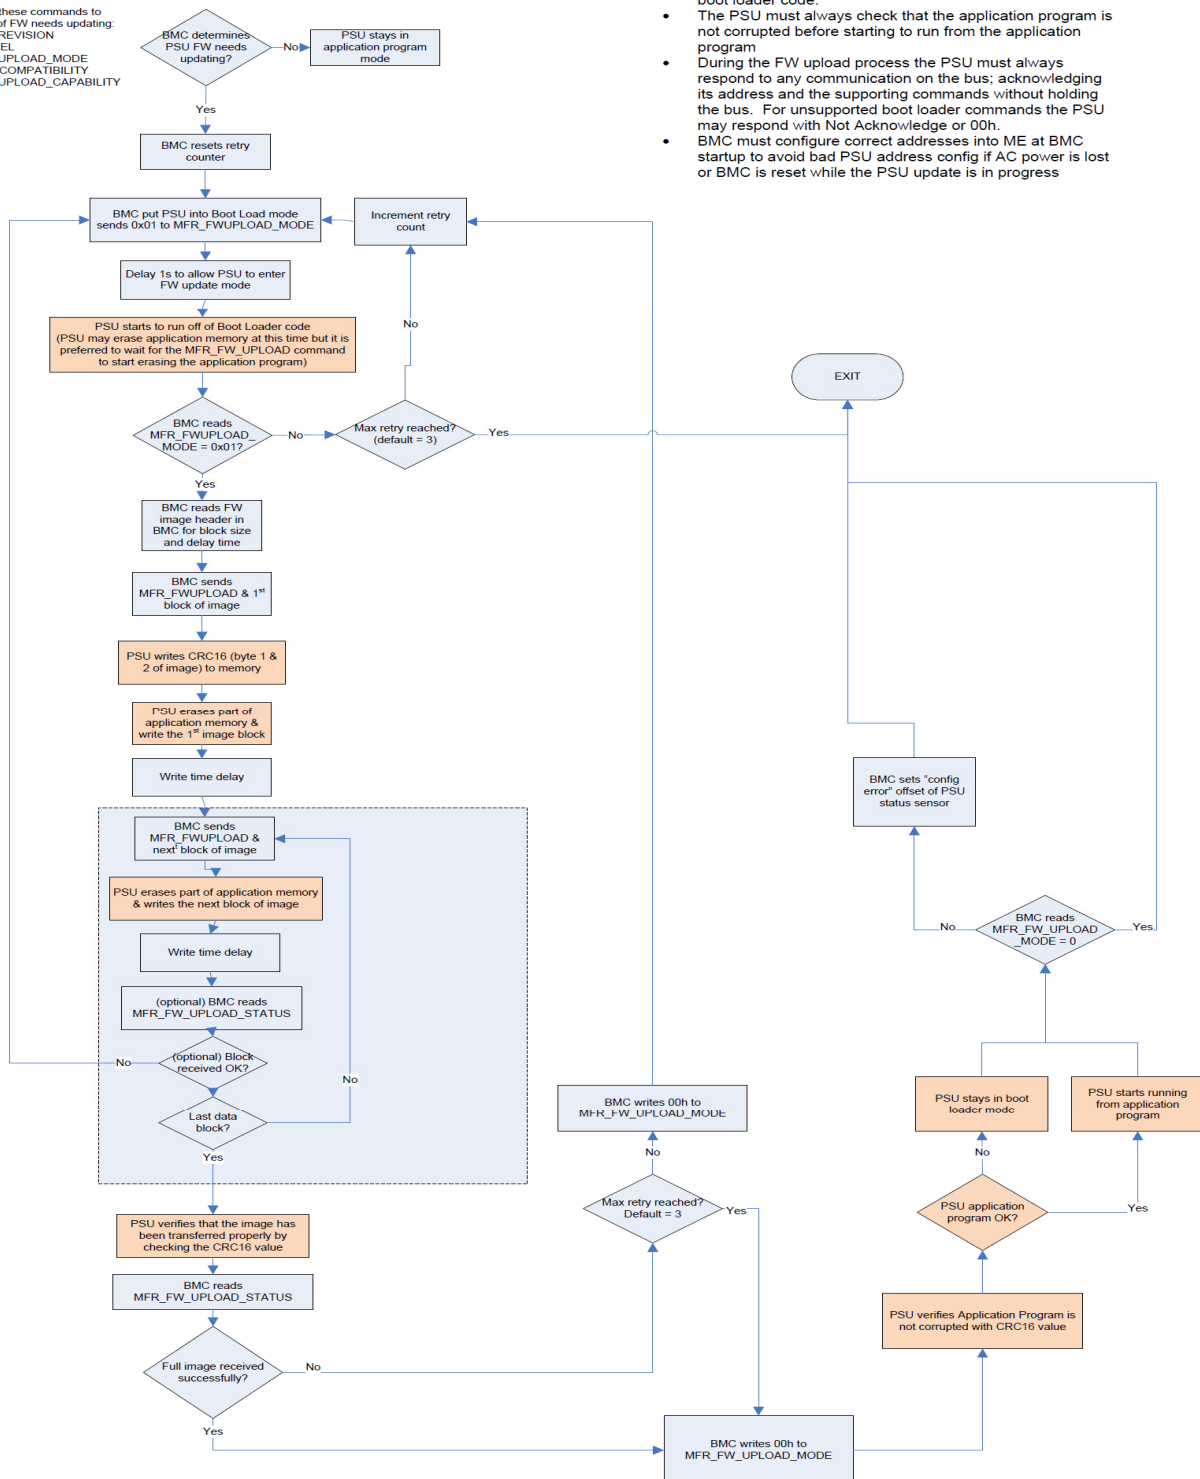 these commands to
of FW needs updating:
REVISION
EL
UPLOAD_MODE
COMPATIBILITY
UPLOAD_CAPABILITY
boot loader code.
• The PSU must always check that the application program is
not corrupted before starting to run from the application
program
• During the FW upload process the PSU must always
respond to any communication on the bus; acknowledging
its address and the supporting commands without holding
the bus. For unsupported boot loader commands the PSU
may respond with Not Acknowledge or 00h.
• BMC must configure correct addresses into ME at BMC
startup to avoid bad PSU address config if AC power is lost
or BMC is reset while the PSU update is in progress
BMC determines
PSU FW needs
updating?
No
PSU stays in
application program
mode
Yes
BMC resets retry
counter
BMC put PSU into Boot Load mode
sends 0x01 to MFR_FWUPLOAD_MODE
Increment retry
count
Delay 1s to allow PSU to enter
FW update mode
PSU starts to run off of Boot Loader code
(PSU may erase application memory at this time but it is
preferred to wait for the MFR_FW_UPLOAD command
to start erasing the application program)
No
EXIT
BMC reads
MFR_FWUPLOAD_
MODE = 0x01?
No
Max retry reached?
(default = 3)
Yes
Yes
BMC reads FW
image header in
BMC for block size
and delay time
BMC sends
MFR_FWUPLOAD & 1st
block of image
PSU writes CRC16 (byte 1 &
2 of image) to memory
PSU erases part of
application memory &
write the 1st image block
Write time delay
BMC sets "config
error" offset of PSU
status sensor
BMC sends
MFR_FWUPLOAD &
next block of image
PSU erases part of application memory
& writes the next block of image
Write time delay
(optional) BMC reads
MFR_FW_UPLOAD_STATUS
No
(optional) Block
received OK?
No
Last data
block?
Yes
No
BMC reads
MFR_FW_UPLOAD
_MODE = 0
Yes
BMC writes 00h to
MFR_FW_UPLOAD_MODE
PSU stays in boot
loader mode
PSU starts running
from application
program
No
No
Max retry reached?
Default = 3
Yes
PSU application
program OK?
Yes
PSU verifies that the image has
been transferred properly by
checking the CRC16 value
BMC reads
MFR_FW_UPLOAD_STATUS
PSU verifies Application Program is
not corrupted with CRC16 value
Full image received
successfully?
No
Yes
BMC writes 00h to
MFR_FW_UPLOAD_MODE